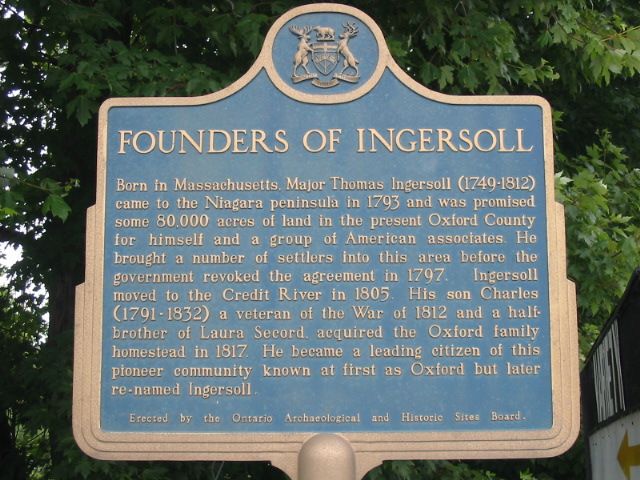 FOUNDERS OF INGERSOLL
Born in Massachusetts, Major Thomas Ingersoll (1749-1812)
came to the Niagara peninsula in 1793 and was promised
some 80,000 acres of land in the present Oxford County
for himself and a group of American associates. He
brought a number of settlers into this area before the
government revoked the agreement in 1797. Ingersoll
moved to the Credit River in 1805. His son Charles
(1791-1832) a veteran of the War of 1812 and a half-
brother of Laura Secord, acquired the Oxford family
homestead in 1817. He became a leading citizen of this
pioneer community known at first as Oxford but later
re-named Ingersoll.
Erected by the Ontario Archaeological and Historic Sites Board.